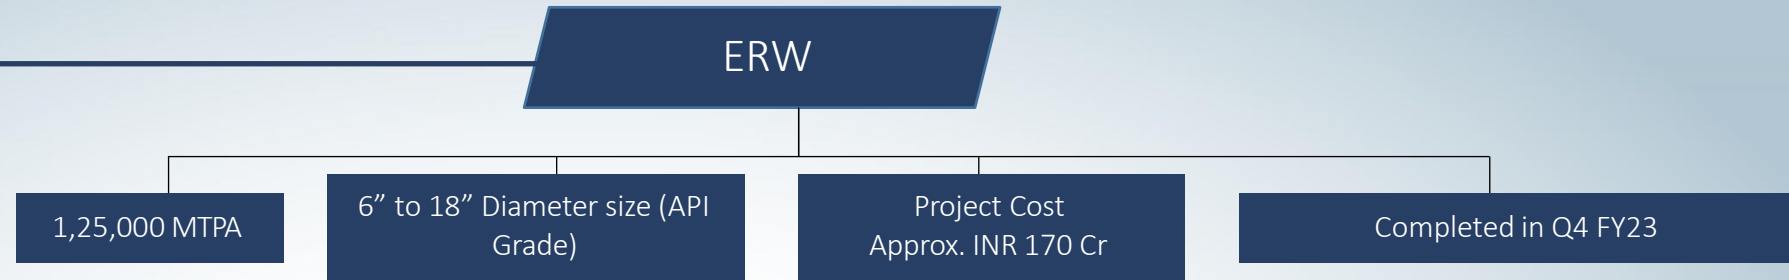 ERW
1,25,000 MTPA
6” to 18” Diameter size (API
Grade)
Project Cost
Approx. INR 170 Cr
Completed in Q4 FY23